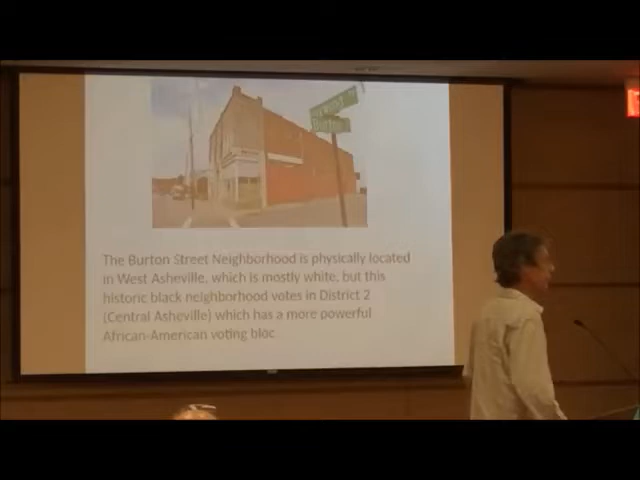 Burton
The Burton Street Neighborhood is physically located
in West Asheville, which is mostly white, but this
historic black neighborhood votes in District 2
(Central Asheville) which has a more powerful
African-American voting bloc